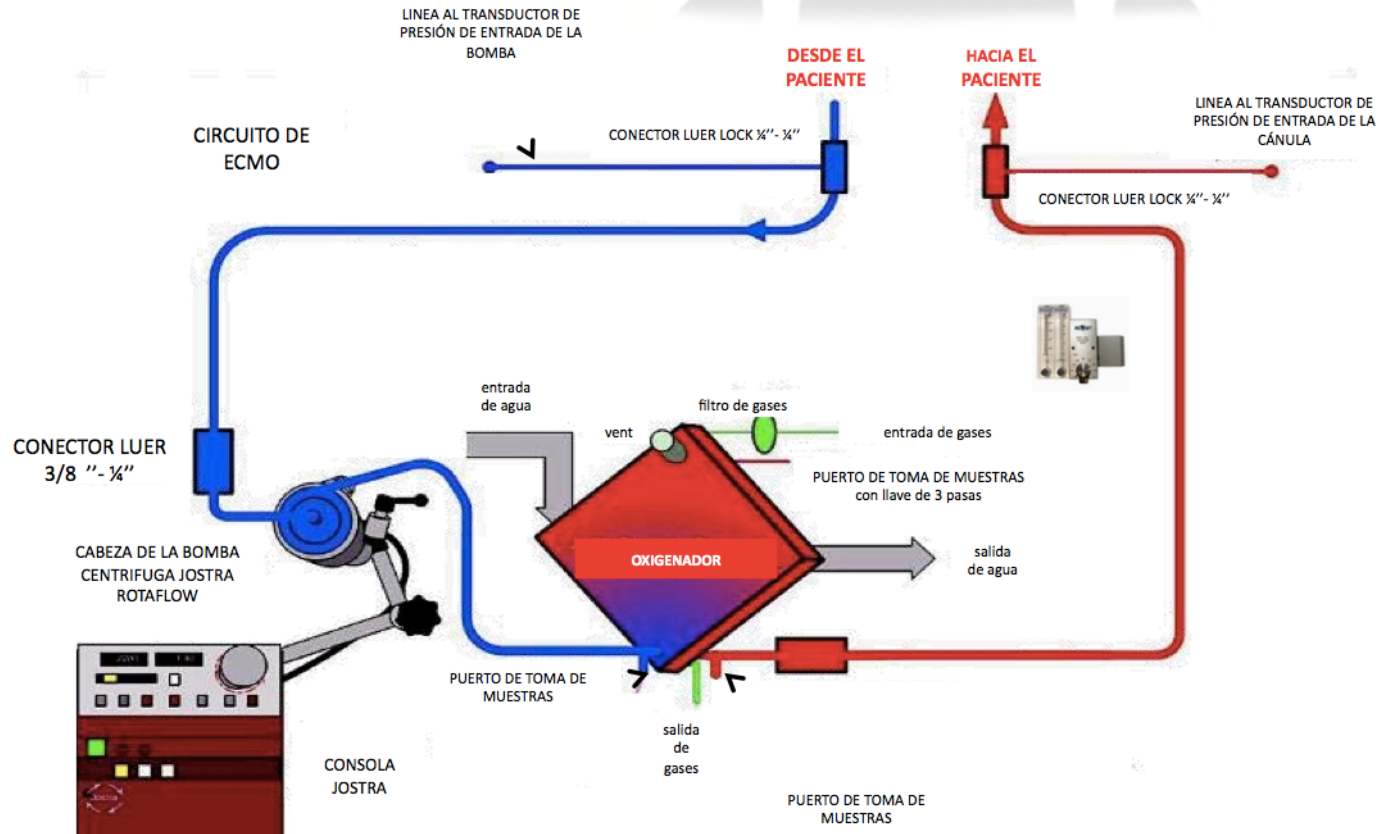 LINEA AL TRANSDUCTOR DE
PRESIÓN DE ENTRADA DE LA
BOMBA
DESDE EL
PACIENTE
HACIA EL
PACIENTE
LINEA AL TRANSDUCTOR DE
PRESIÓN DE ENTRADA DE LA
CÁNULA
CIRCUITO DE
ECMO
CONECTOR LUER LOCK ¼’’- ¼’’
CONECTOR LUER LOCK ¼’’- ¼’’
entrada
de agua
filtro de gases
vent
entrada de gases
CONECTOR LUER
3/8 ’’- ¼’’
PUERTO DE TOMA DE MUESTRAS
con llave de 3 pasas
CABEZA DE LA BOMBA
CENTRIFUGA JOSTRA
ROTAFLOW
OXIGENADOR
salida
de agua
PUERTO DE TOMA DE
MUESTRAS
salida
de
gases
CONSOLA
JOSTRA
Jostra
PUERTO DE TOMA DE
MUESTRAS